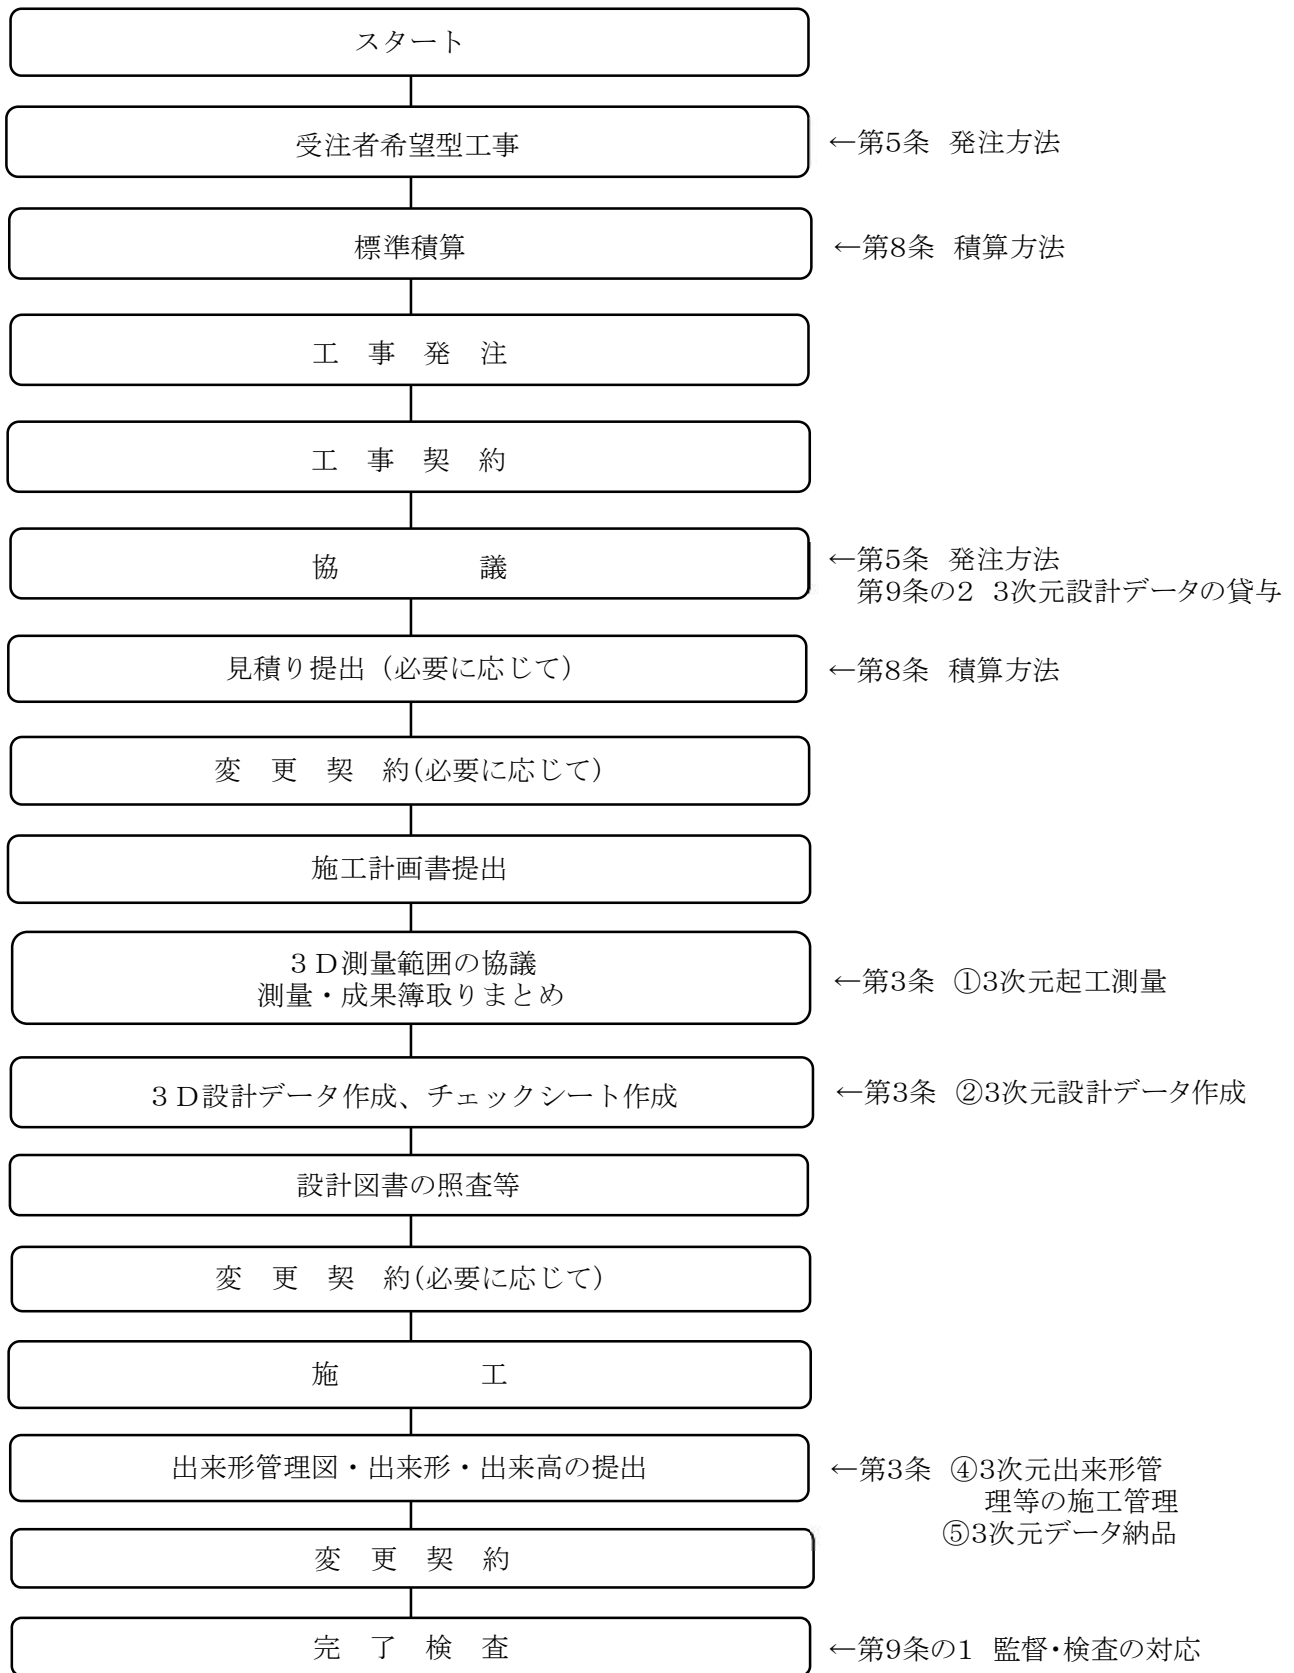 スタート
受注者希望型工事 ←第5条 発注方法
標準積算 ←第8条 積算方法
工 事 発 注
工 事 契 約
協 議 ←第5条 発注方法
第9条の2 3次元設計データの貸与
見積り提出（必要に応じて） ←第8条 積算方法
変 更 契 約(必要に応じて)
施工計画書提出
３Ｄ測量範囲の協議
測量・成果簿取りまとめ ←第3条 ①3次元起工測量
３Ｄ設計データ作成、チェックシート作成 ←第3条 ②3次元設計データ作成
設計図書の照査等
変 更 契 約(必要に応じて)
施 工
出来形管理図・出来形・出来高の提出 ←第3条 ④3次元出来形管
理等の施工管理
⑤3次元データ納品
変 更 契 約
完 了 検 査 ←第9条の1 監督・検査の対応